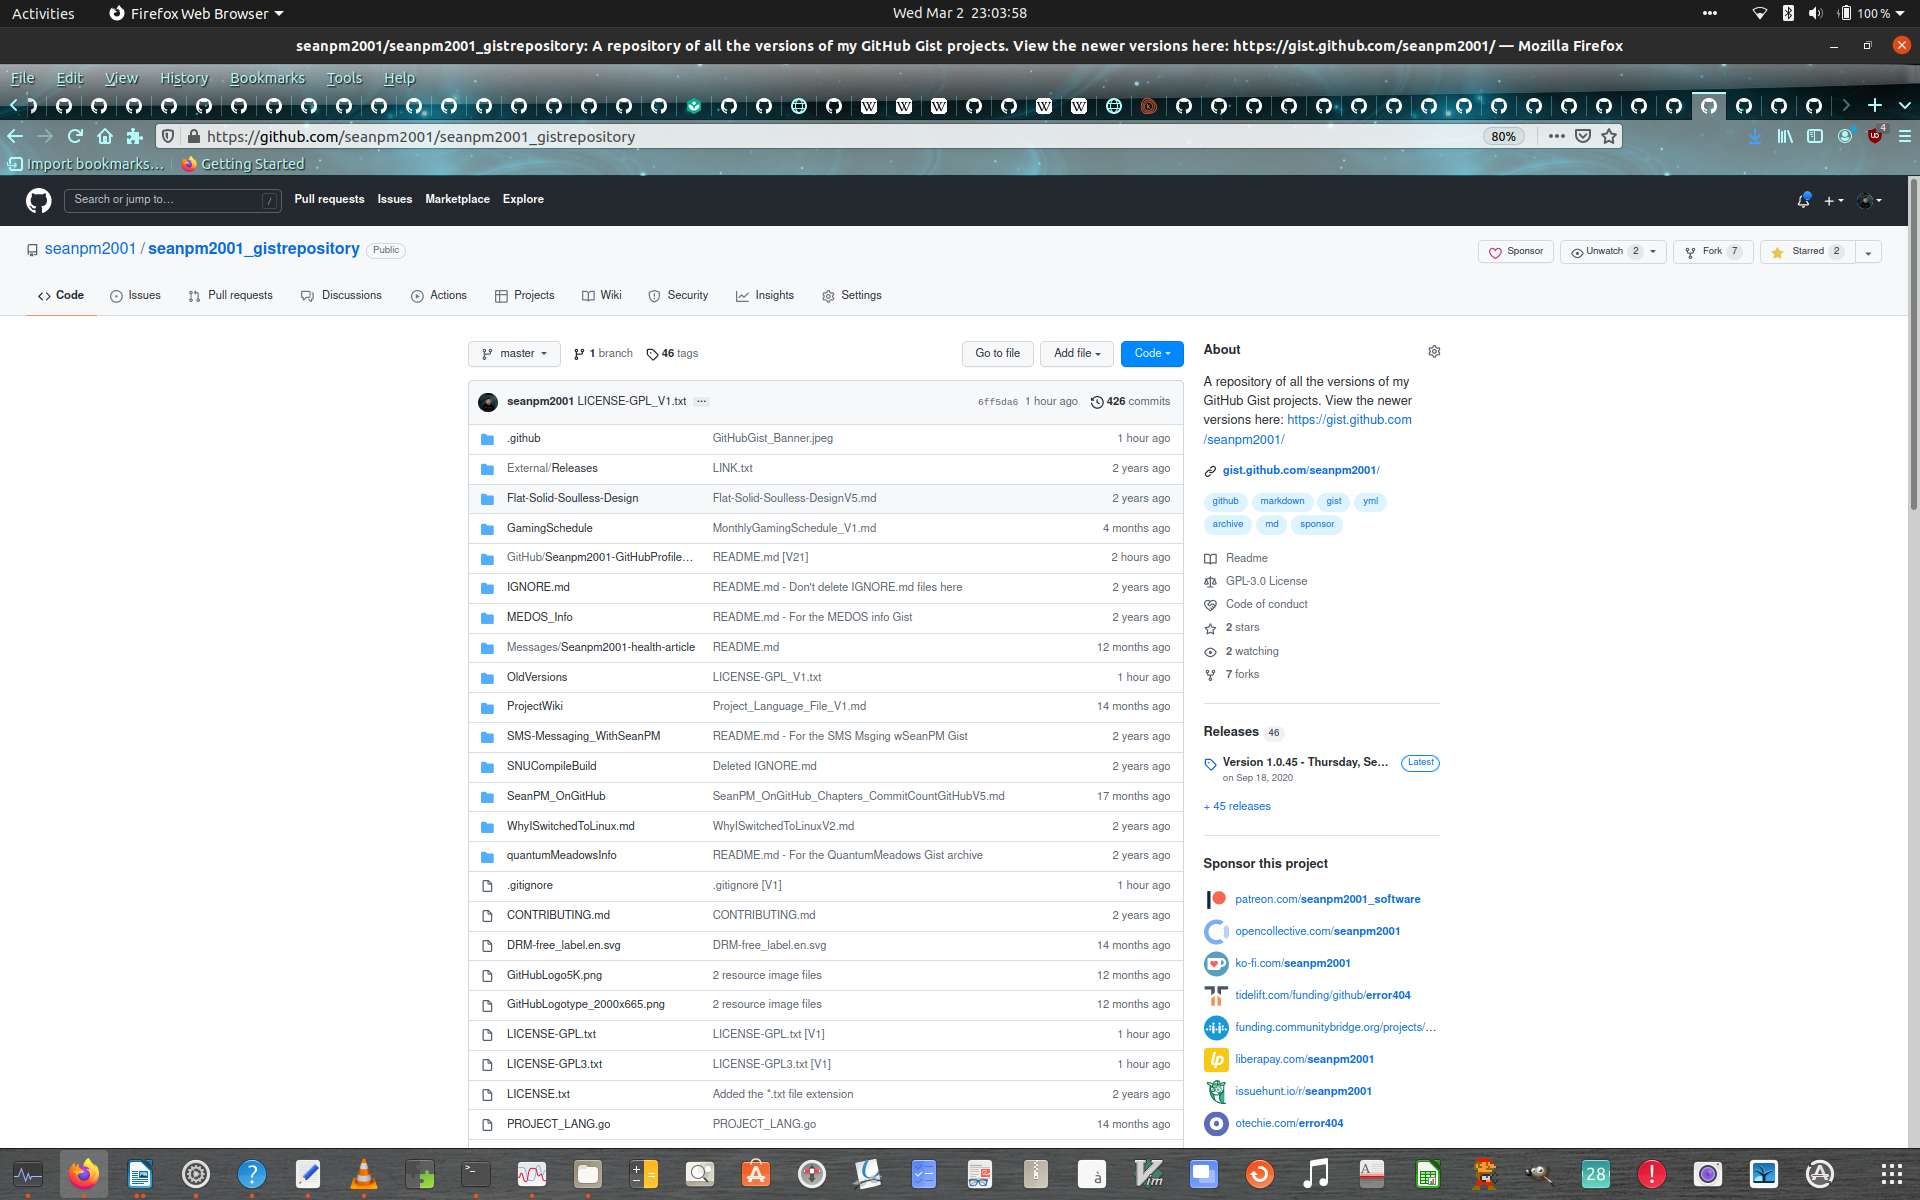 Activities Firefox Web Browser Wed Mar 2 23:03:58 100 %
seanpm2001/seanpm2001_gistrepository: A repository of all the versions of my GitHub Gist projects. View the newer versions here: https://gist.github.com/seanpm2001/ — Mozilla Firefox
File Edit View History Bookmarks Tools Help
https://github.com/seanpm2001/seanpm2001_gistrepository 80% 4
Import bookmarks... Getting Started
Search or jump to... / Pull requests Issues Marketplace Explore
seanpm2001 / seanpm2001_gistrepository Public Sponsor Unwatch 2 Fork 7 Starred 2
Code Issues Pull requests Discussions Actions Projects Wiki Security Insights Settings
master 1 branch 46 tags Go to file Add file Code
seanpm2001 LICENSE-GPL_V1.txt ... 6ff5da6 1 hour ago 426 commits
.github GitHubGist_Banner.jpeg 1 hour ago
External/Releases LINK.txt 2 years ago
Flat-Solid-Soulless-Design Flat-Solid-Soulless-DesignV5.md 2 years ago
GamingSchedule MonthlyGamingSchedule_V1.md 4 months ago
GitHub/Seanpm2001-GitHubProfile... README.md [V21] 2 hours ago
IGNORE.md README.md - Don't delete IGNORE.md files here 2 years ago
MEDOS_Info README.md - For the MEDOS info Gist 2 years ago
Messages/Seanpm2001-health-article README.md 12 months ago
OldVersions LICENSE-GPL_V1.txt 1 hour ago
ProjectWiki Project_Language_File_V1.md 14 months ago
SMS-Messaging_WithSeanPM README.md - For the SMS Msging wSeanPM Gist 2 years ago
SNUCompileBuild Deleted IGNORE.md 2 years ago
SeanPM_OnGitHub SeanPM_OnGitHub_Chapters_CommitCountGitHubV5.md 17 months ago
WhyISwitchedToLinux.md WhyISwitchedToLinuxV2.md 2 years ago
quantumMeadowsInfo README.md - For the QuantumMeadows Gist archive 2 years ago
.gitignore .gitignore [V1] 1 hour ago
CONTRIBUTING.md CONTRIBUTING.md 2 years ago
DRM-free_label.en.svg DRM-free_label.en.svg 14 months ago
GitHubLogo5K.png 2 resource image files 12 months ago
GitHubLogotype_2000x665.png 2 resource image files 12 months ago
LICENSE-GPL.txt LICENSE-GPL.txt [V1] 1 hour ago
LICENSE-GPL3.txt LICENSE-GPL3.txt [V1] 1 hour ago
LICENSE.txt Added the *.txt file extension 2 years ago
PROJECT_LANG.go PROJECT_LANG.go 14 months ago
About
A repository of all the versions of my
GitHub Gist projects. View the newer
versions here: https://gist.github.com
/seanpm2001/
gist.github.com/seanpm2001/
github markdown gist yml
archive md sponsor
Readme
GPL-3.0 License
Code of conduct
2 stars
2 watching
7 forks
Releases 46
Version 1.0.45 - Thursday, Se... Latest
on Sep 18, 2020
+ 45 releases
Sponsor this project
patreon.com/seanpm2001_software
opencollective.com/seanpm2001
ko-fi.com/seanpm2001
tidelift.com/funding/github/error404
funding.communitybridge.org/projects/...
liberapay.com/seanpm2001
issuehunt.io/r/seanpm2001
otechie.com/error404
28